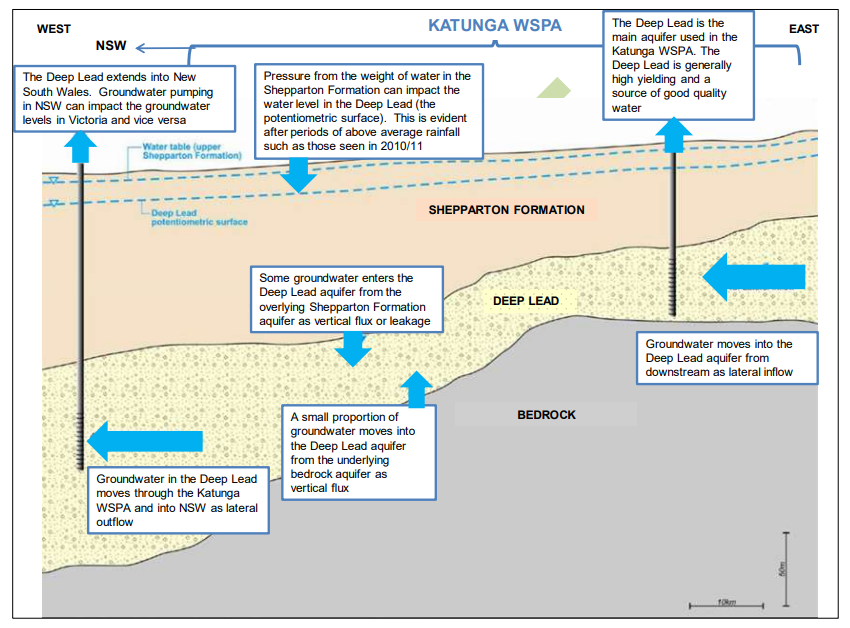 WEST
KATUNGA WSPA
EAST
NSW
The Deep Lead extends into New
South Wales.  Groundwater pumping
in NSW can impact the groundwater
levels in Victoria and vice versa
Pressure from the weight of water in the
Shepparton Formation can impact the
water level in the Deep Lead (the
potentiometric surface).  This is evident
after periods of above average rainfall
such as those seen in 2010/11
The Deep Lead is the
main aquifer used in the
Katunga WSPA. The
Deep Lead is generally
high yielding and a
source of good quality
water
Water table (upper
Shepparton Formation)
Deep Lead
potentiometric surface
SHEPPARTON FORMATION
Some groundwater enters the
Deep Lead aquifer from the
overlying Shepparton Formation
aquifer as vertical flux or leakage
DEEP LEAD
Groundwater moves into the
Deep Lead aquifer from
downstream as lateral inflow
BEDROCK
A small proportion of
groundwater moves into
the Deep Lead aquifer
from the underlying
bedrock aquifer as
vertical flux
Groundwater in the Deep Lead
moves through the Katunga
WSPA and into NSW as lateral
outflow
50m
10km